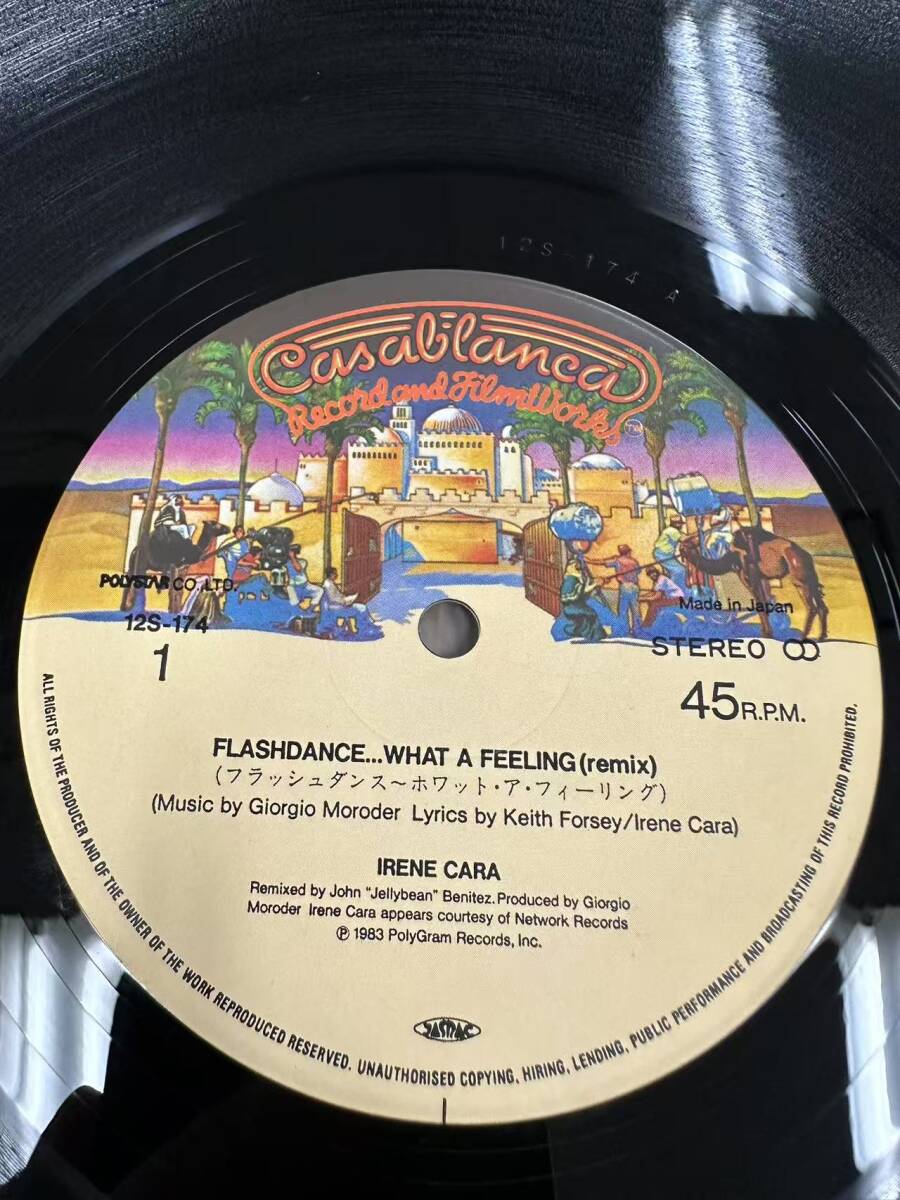 12S-174 A
Casablanca
Record and FilmWorks
TM
POLYSTAR CO., LTD.
12S-174
1
Made in Japan
STEREO
45 R.P.M.
FLASHDANCE...WHAT A FEELING (remix)
(フラッシュダンス～ホワット・ア・フィーリング)
(Music by Giorgio Moroder Lyrics by Keith Forsey/Irene Cara)
IRENE CARA
Remixed by John "Jellybean" Benitez. Produced by Giorgio
Moroder Irene Cara appears courtesy of Network Records
℗ 1983 PolyGram Records, Inc.
JASRAC
ALL RIGHTS OF THE PRODUCER AND OF THE OWNER OF THE WORK REPRODUCED RESERVED. UNAUTHORISED COPYING, HIRING, LENDING, PUBLIC PERFORMANCE AND BROADCASTING OF THIS RECORD PROHIBITED.